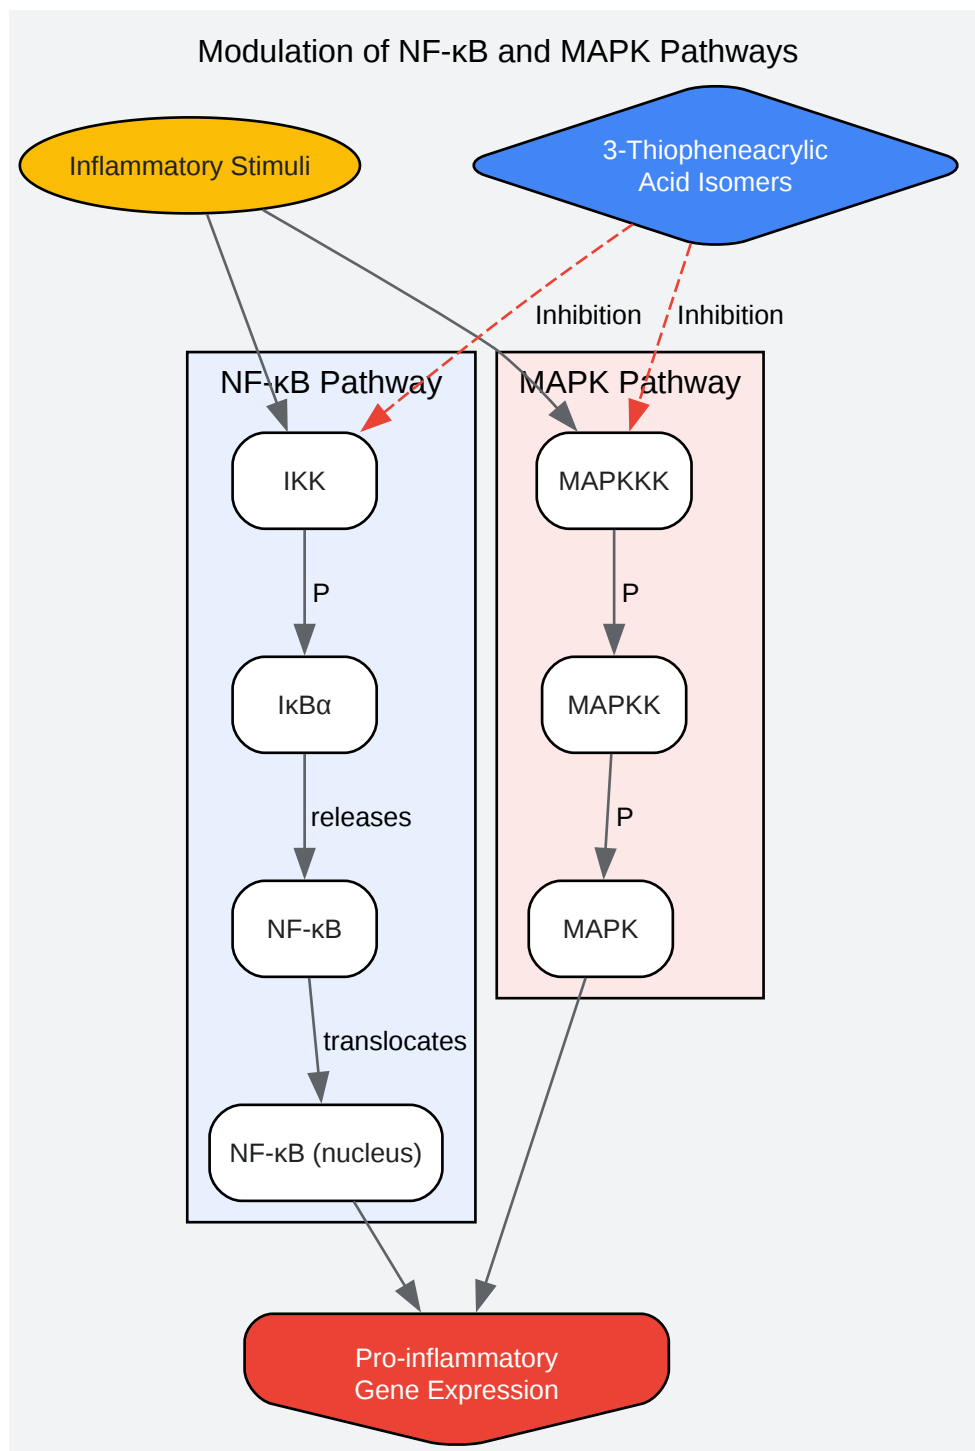 Modulation of NF-κB and MAPK Pathways
Inflammatory Stimuli
3-Thiopheneacrylic
Acid Isomers
Inhibition
Inhibition
NF-κB Pathway
MAPK Pathway
IKK
MAPKKK
P
P
IκBα
MAPKK
releases
P
NF-κB
MAPK
translocates
NF-κB (nucleus)
Pro-inflammatory
Gene Expression